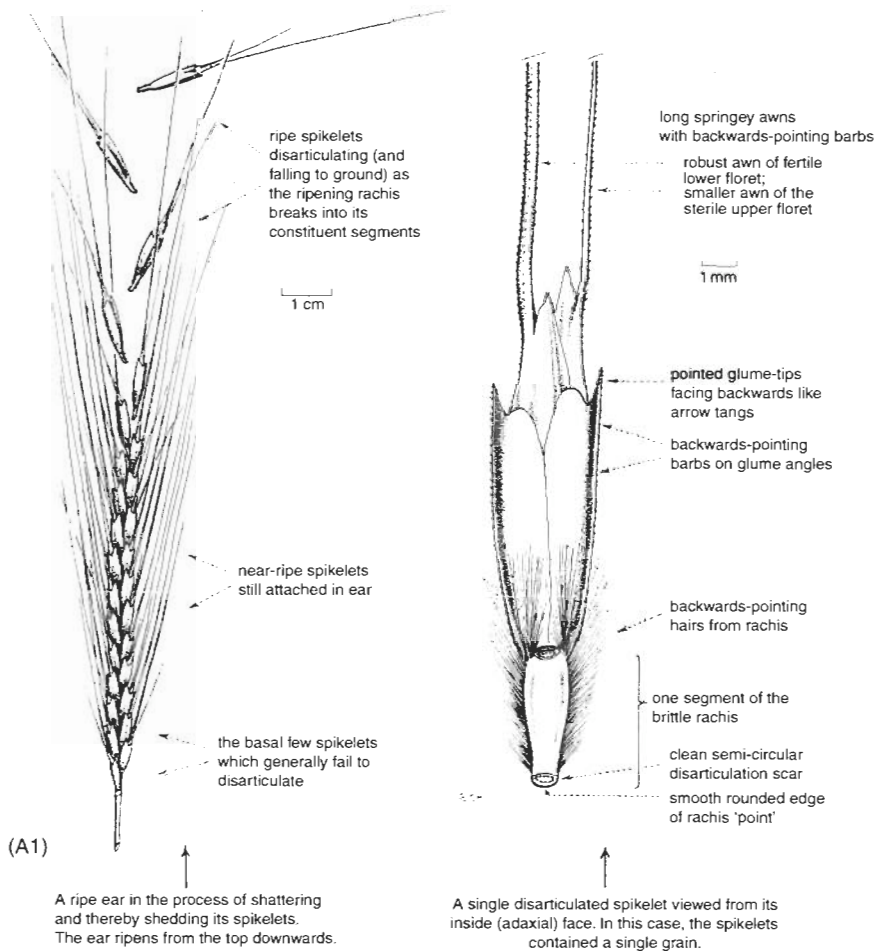 ripe spikelets
disarticulating (and
falling to ground) as
the ripening rachis
breaks into its
constituent segments
1 cm
near-ripe spikelets
still attached in ear
the basal few spikelets
which generally fail to
disarticulate
(A1)
A ripe ear in the process of shattering
and thereby shedding its spikelets.
The ear ripens from the top downwards.
long springey awns
with backwards-pointing barbs
robust awn of fertile
lower floret;
smaller awn of the
sterile upper floret
1 mm
pointed glume-tips
facing backwards like
arrow tangs
backwards-pointing
barbs on glume angles
backwards-pointing
hairs from rachis
one segment of the
brittle rachis
clean semi-circular
disarticulation scar
smooth rounded edge
of rachis 'point'
A single disarticulated spikelet viewed from its
inside (adaxial) face. In this case, the spikelets
contained a single grain.